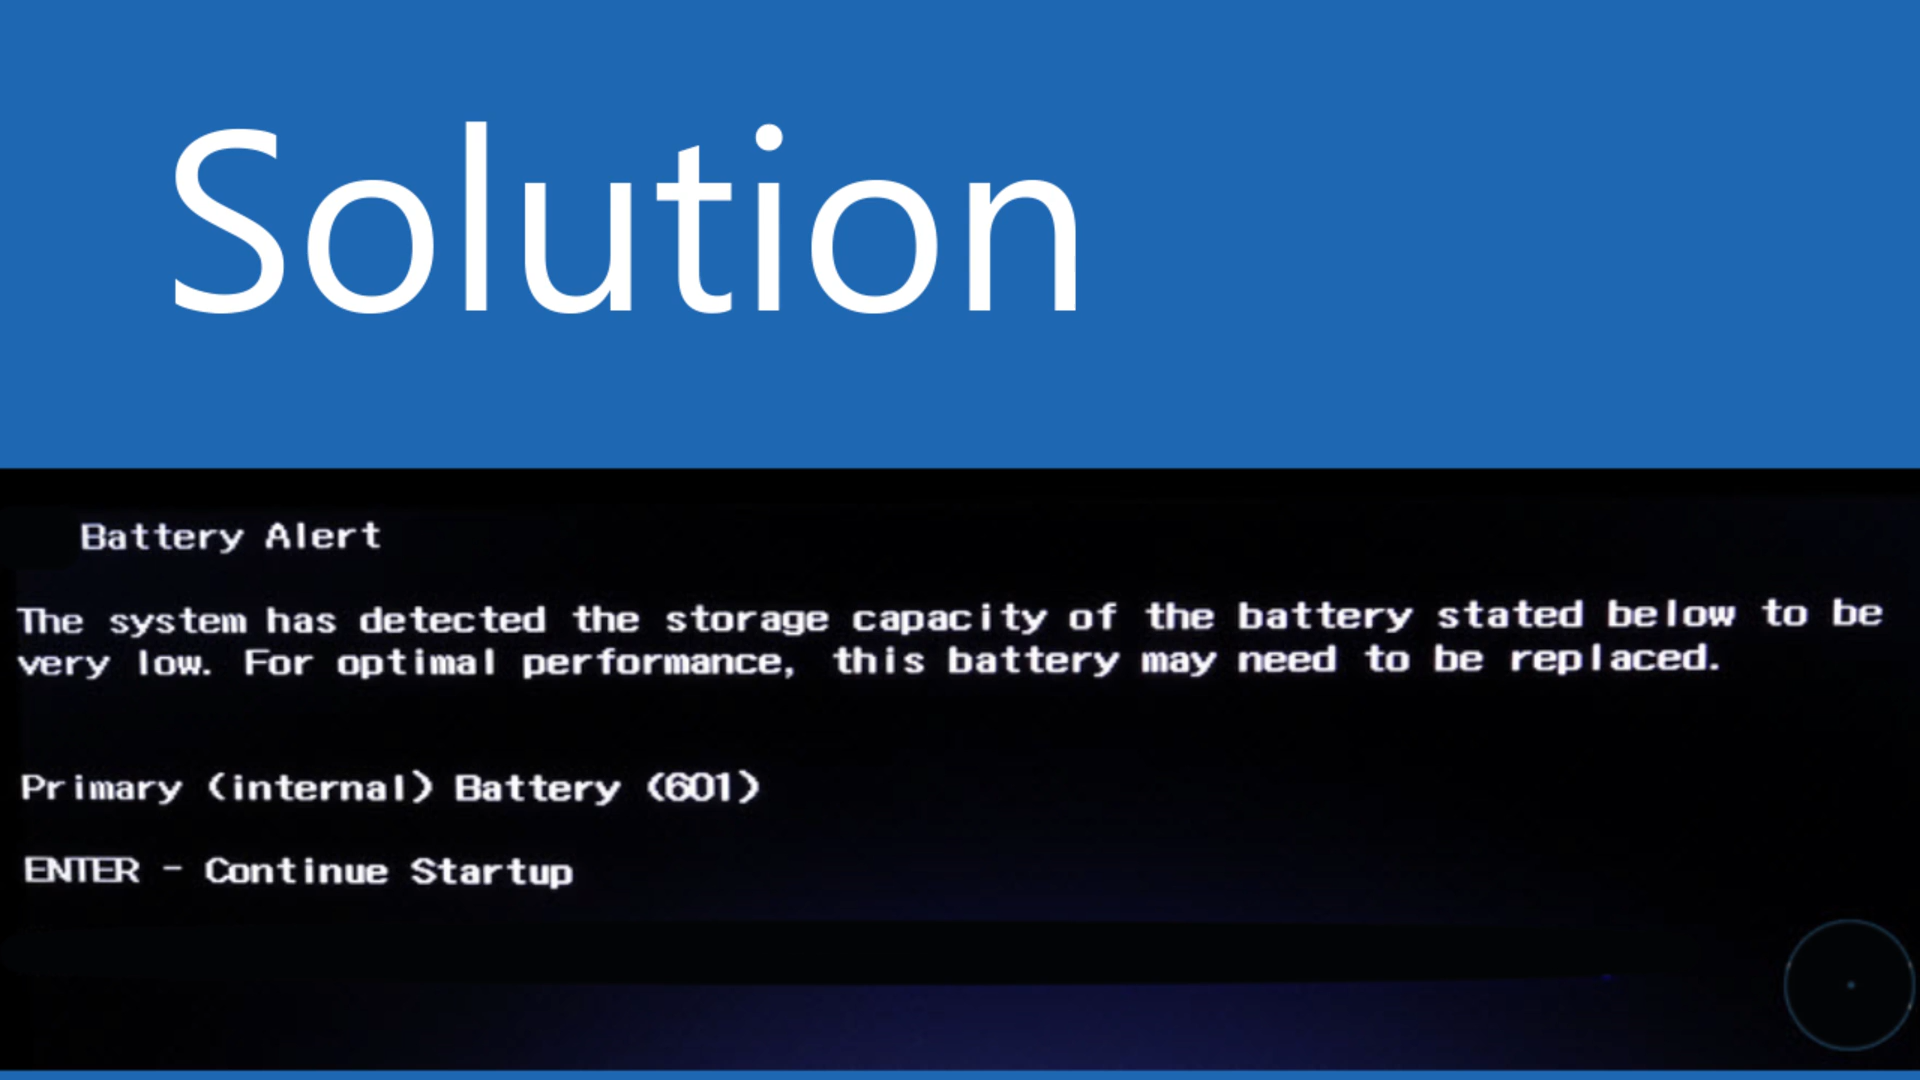 Solution
Battery Alert
The system has detected the storage capacity of the battery stated below to be
very low. For optimal performance, this battery may need to be replaced.
Primary (internal) Battery (601)
ENTER - Continue Startup